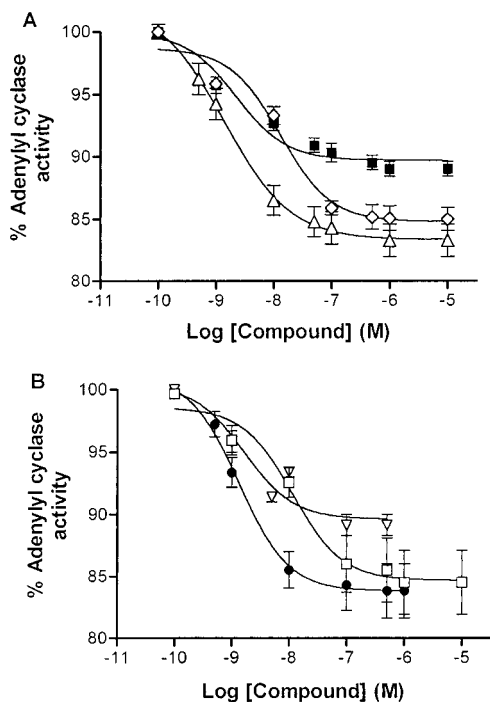 A
100
95
90
85
80
% Adenylyl cyclase
activity
-11 -10 -9 -8 -7 -6 -5
Log [Compound] (M)
B
100
95
90
85
80
% Adenylyl cyclase
activity
-11 -10 -9 -8 -7 -6 -5
Log [Compound] (M)